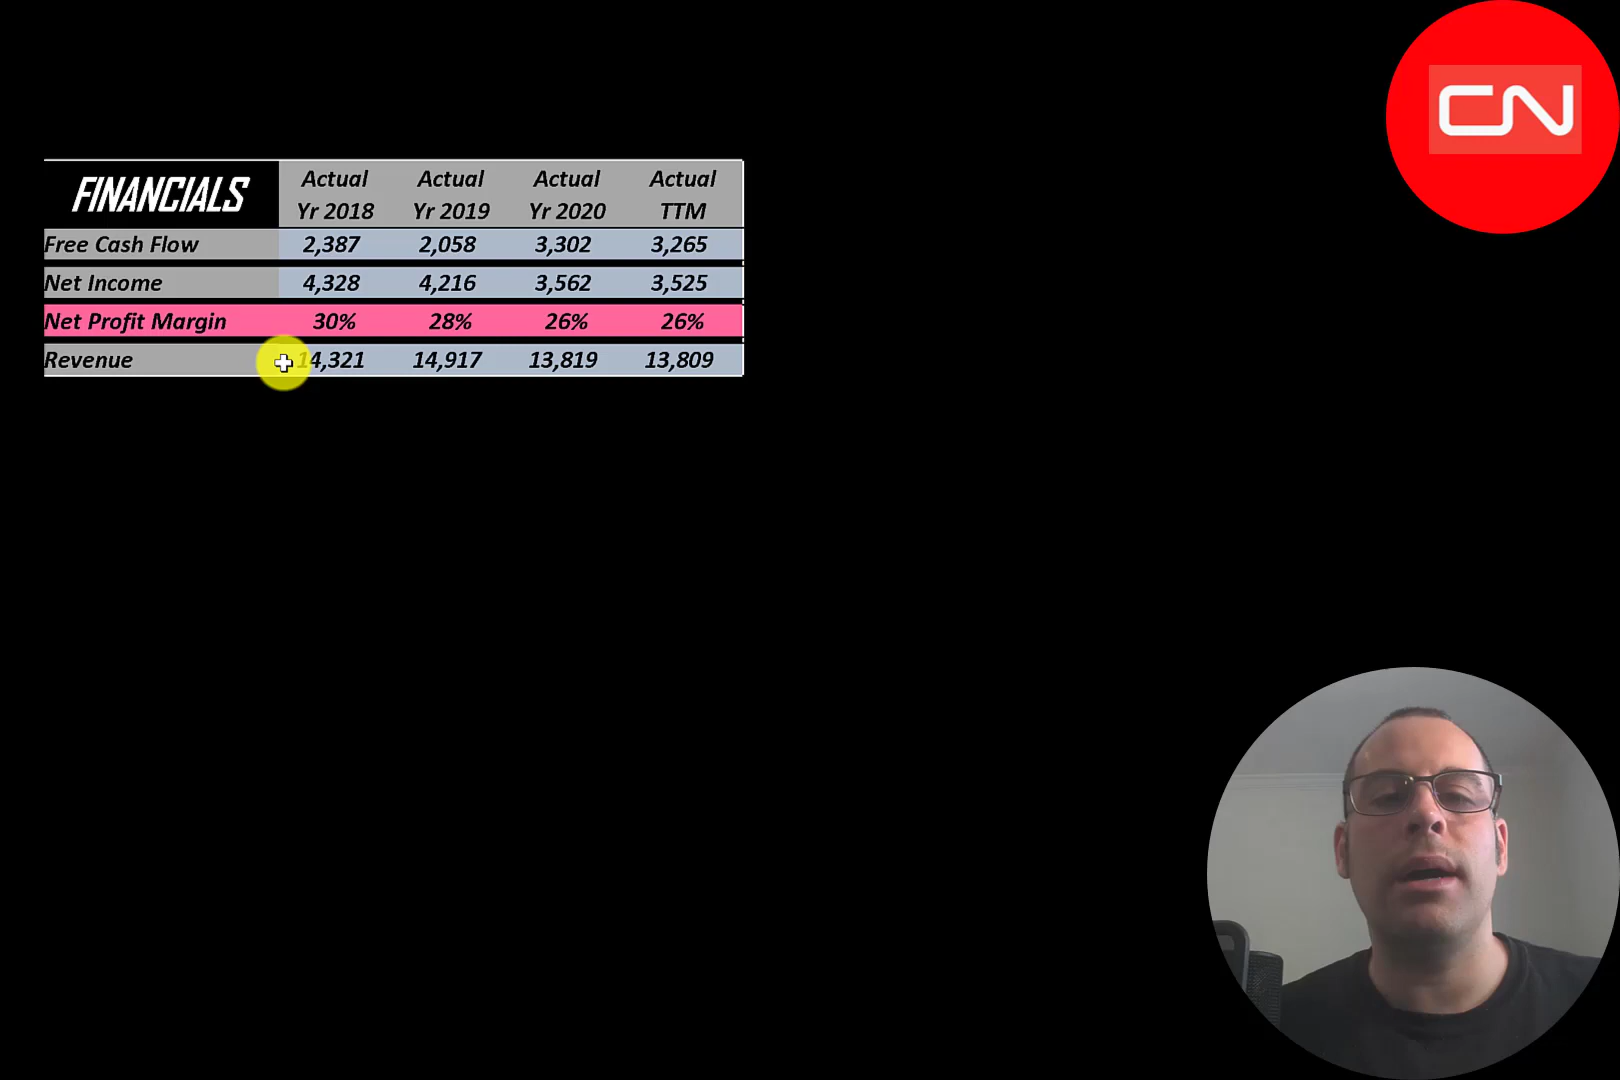 CN
FINANCIALS
Actual Actual Actual Actual
Yr 2018 Yr 2019 Yr 2020 TTM
Free Cash Flow 2,387 2,058 3,302 3,265
Net Income 4,328 4,216 3,562 3,525
Net Profit Margin 30% 28% 26% 26%
Revenue 14,321 14,917 13,819 13,809